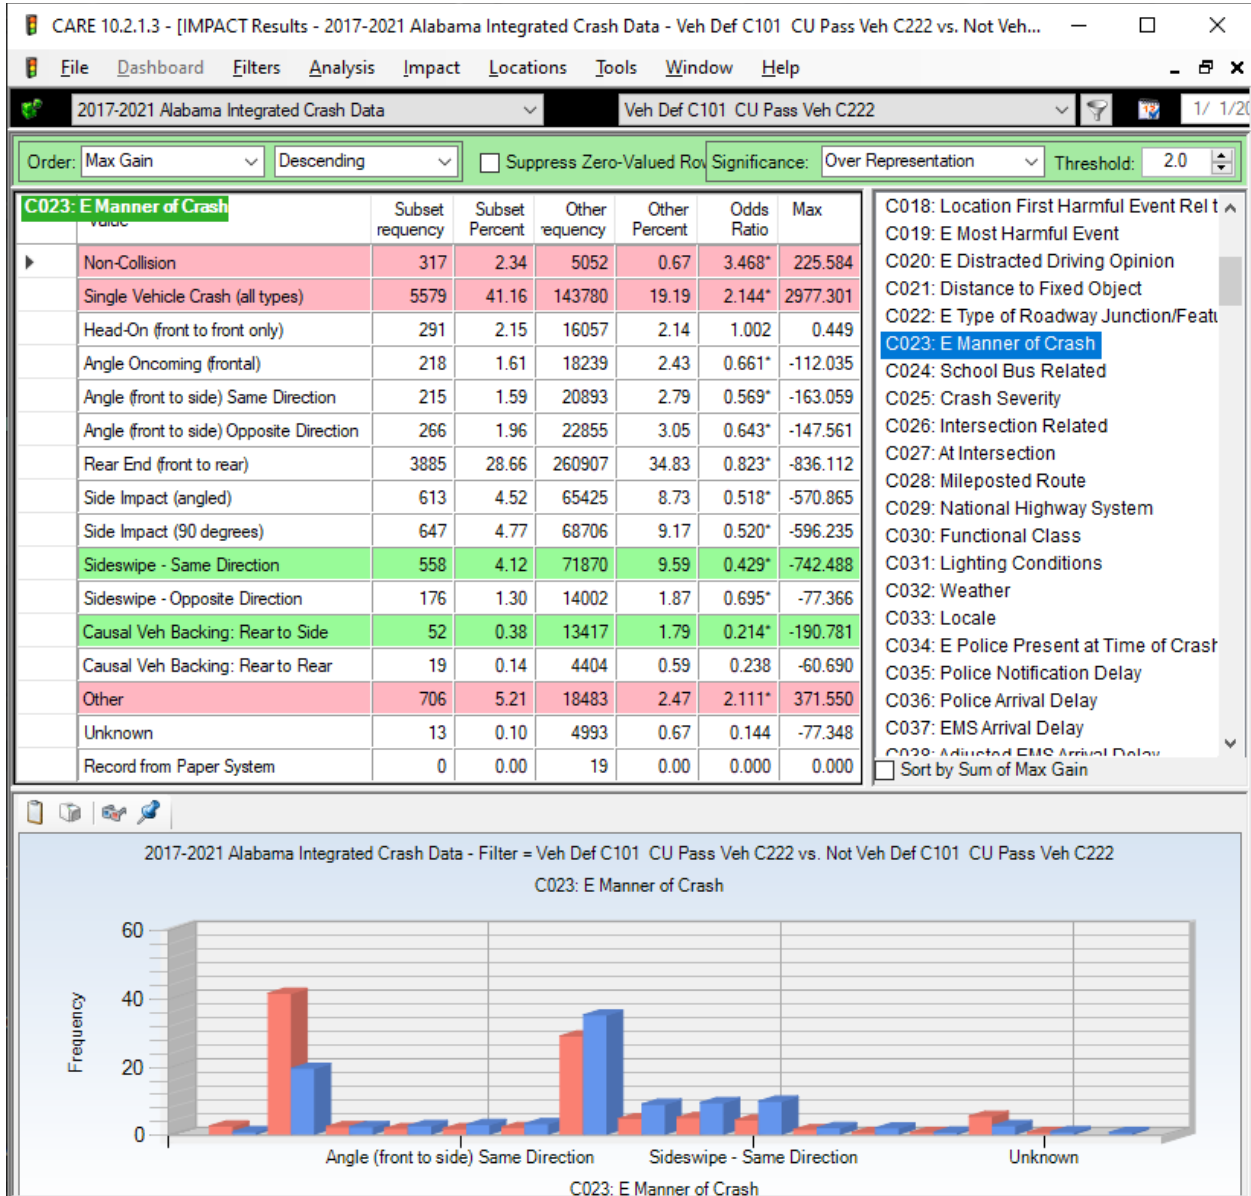 CARE 10.2.1.3 - [IMPACT Results - 2017-2021 Alabama Integrated Crash Data - Veh Def C101 CU Pass Veh C222 vs. Not Veh...
File Dashboard Filters Analysis Impact Locations Tools Window Help
2017-2021 Alabama Integrated Crash Data Veh Def C101 CU Pass Veh C222 1/ 1/20
Order: Max Gain Descending Suppress Zero-Valued Rov Significance: Over Representation Threshold: 2.0
C023: E Manner of Crash Subset requency Subset Percent Other requency Other Percent Odds Ratio Max
Non-Collision 317 2.34 5052 0.67 3.468* 225.584
Single Vehicle Crash (all types) 5579 41.16 143780 19.19 2.144* 2977.301
Head-On (front to front only) 291 2.15 16057 2.14 1.002 0.449
Angle Oncoming (frontal) 218 1.61 18239 2.43 0.661* -112.035
Angle (front to side) Same Direction 215 1.59 20893 2.79 0.569* -163.059
Angle (front to side) Opposite Direction 266 1.96 22855 3.05 0.643* -147.561
Rear End (front to rear) 3885 28.66 260907 34.83 0.823* -836.112
Side Impact (angled) 613 4.52 65425 8.73 0.518* -570.865
Side Impact (90 degrees) 647 4.77 68706 9.17 0.520* -596.235
Sideswipe - Same Direction 558 4.12 71870 9.59 0.429* -742.488
Sideswipe - Opposite Direction 176 1.30 14002 1.87 0.695* -77.366
Causal Veh Backing: Rear to Side 52 0.38 13417 1.79 0.214* -190.781
Causal Veh Backing: Rear to Rear 19 0.14 4404 0.59 0.238 -60.690
Other 706 5.21 18483 2.47 2.111* 371.550
Unknown 13 0.10 4993 0.67 0.144 -77.348
Record from Paper System 0 0.00 19 0.00 0.000 0.000
C018: Location First Harmful Event Rel t
C019: E Most Harmful Event
C020: E Distracted Driving Opinion
C021: Distance to Fixed Object
C022: E Type of Roadway Junction/Featu
C023: E Manner of Crash
C024: School Bus Related
C025: Crash Severity
C026: Intersection Related
C027: At Intersection
C028: Mileposted Route
C029: National Highway System
C030: Functional Class
C031: Lighting Conditions
C032: Weather
C033: Locale
C034: E Police Present at Time of Crash
C035: Police Notification Delay
C036: Police Arrival Delay
C037: EMS Arrival Delay
C038: Adjusted EMS Arrival Delay
Sort by Sum of Max Gain
2017-2021 Alabama Integrated Crash Data - Filter = Veh Def C101 CU Pass Veh C222 vs. Not Veh Def C101 CU Pass Veh C222
C023: E Manner of Crash
60
40
20
0
Frequency
Angle (front to side) Same Direction Sideswipe - Same Direction Unknown
C023: E Manner of Crash